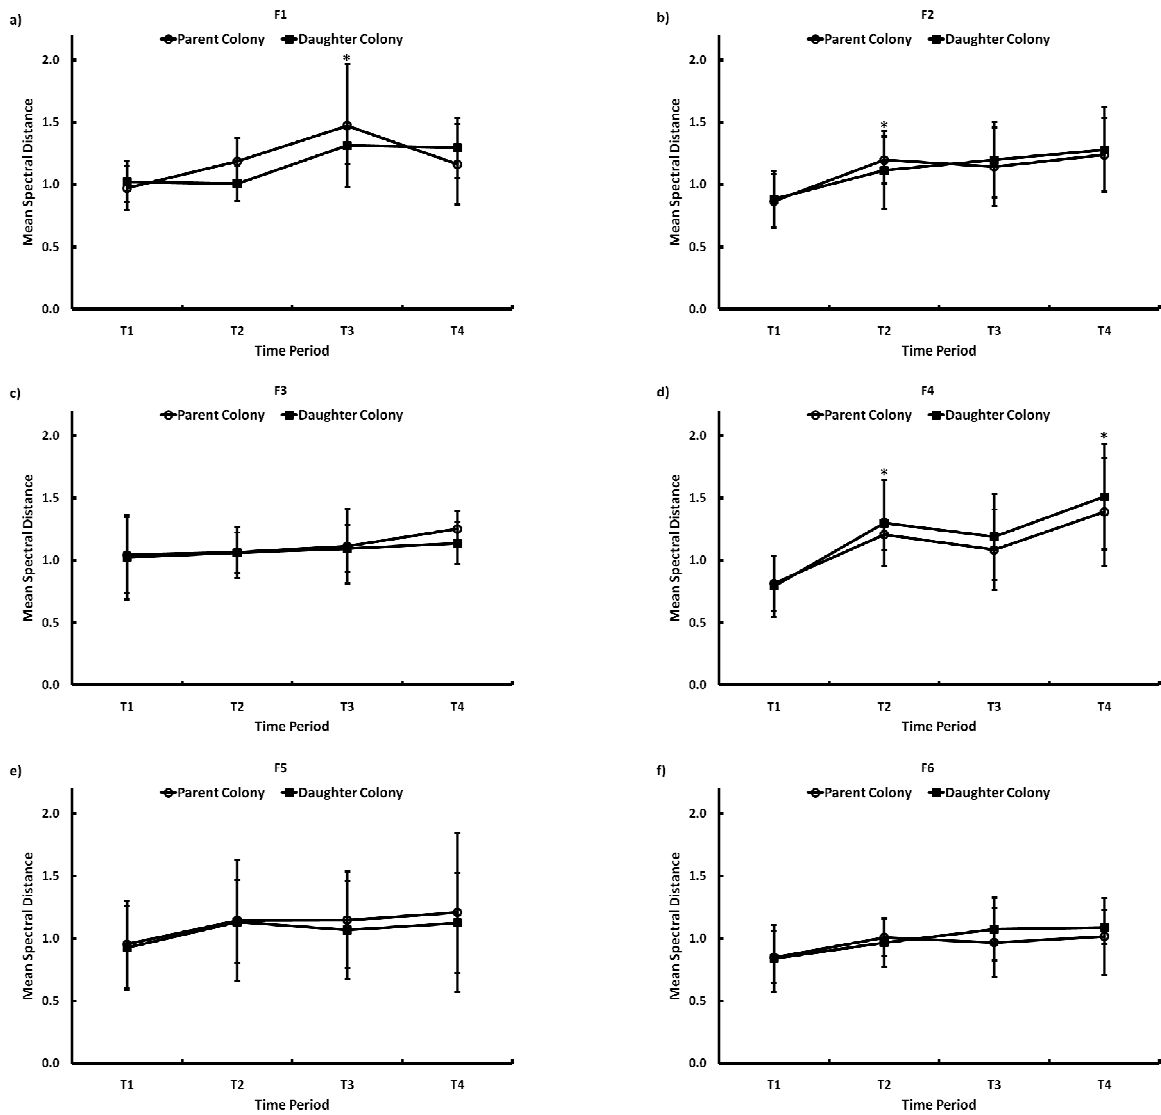 a)
F1
Parent Colony Daughter Colony
*
2.0
1.5
1.0
0.5
0.0
Mean Spectral Distance
T1 T2 T3 T4
Time Period
b)
F2
Parent Colony Daughter Colony
*
2.0
1.5
1.0
0.5
0.0
Mean Spectral Distance
T1 T2 T3 T4
Time Period
c)
F3
Parent Colony Daughter Colony
2.0
1.5
1.0
0.5
0.0
Mean Spectral Distance
T1 T2 T3 T4
Time Period
d)
F4
Parent Colony Daughter Colony
*
*
2.0
1.5
1.0
0.5
0.0
Mean Spectral Distance
T1 T2 T3 T4
Time Period
e)
F5
Parent Colony Daughter Colony
2.0
1.5
1.0
0.5
0.0
Mean Spectral Distance
T1 T2 T3 T4
Time Period
f)
F6
Parent Colony Daughter Colony
2.0
1.5
1.0
0.5
0.0
Mean Spectral Distance
T1 T2 T3 T4
Time Period